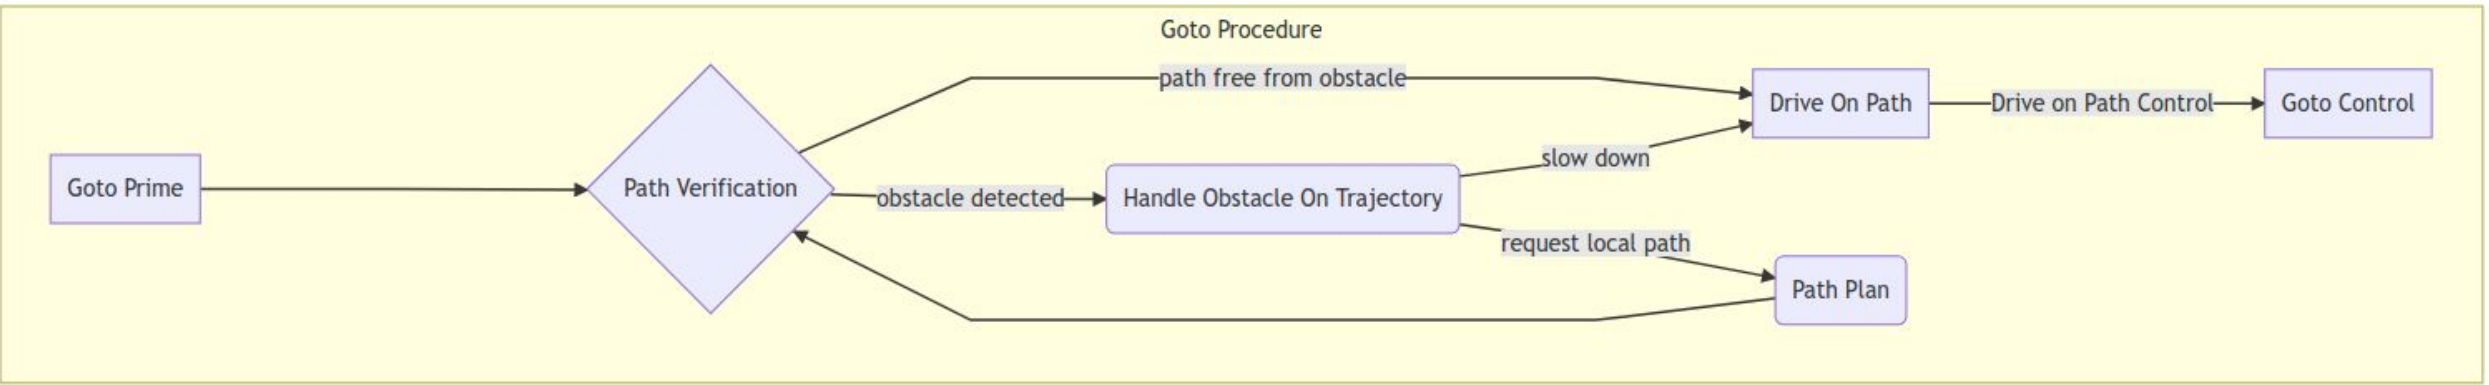 Goto Procedure
path free from obstacle
Drive On Path
Drive on Path Control
Goto Control
slow down
Goto Prime
Path Verification
obstacle detected
Handle Obstacle On Trajectory
request local path
Path Plan